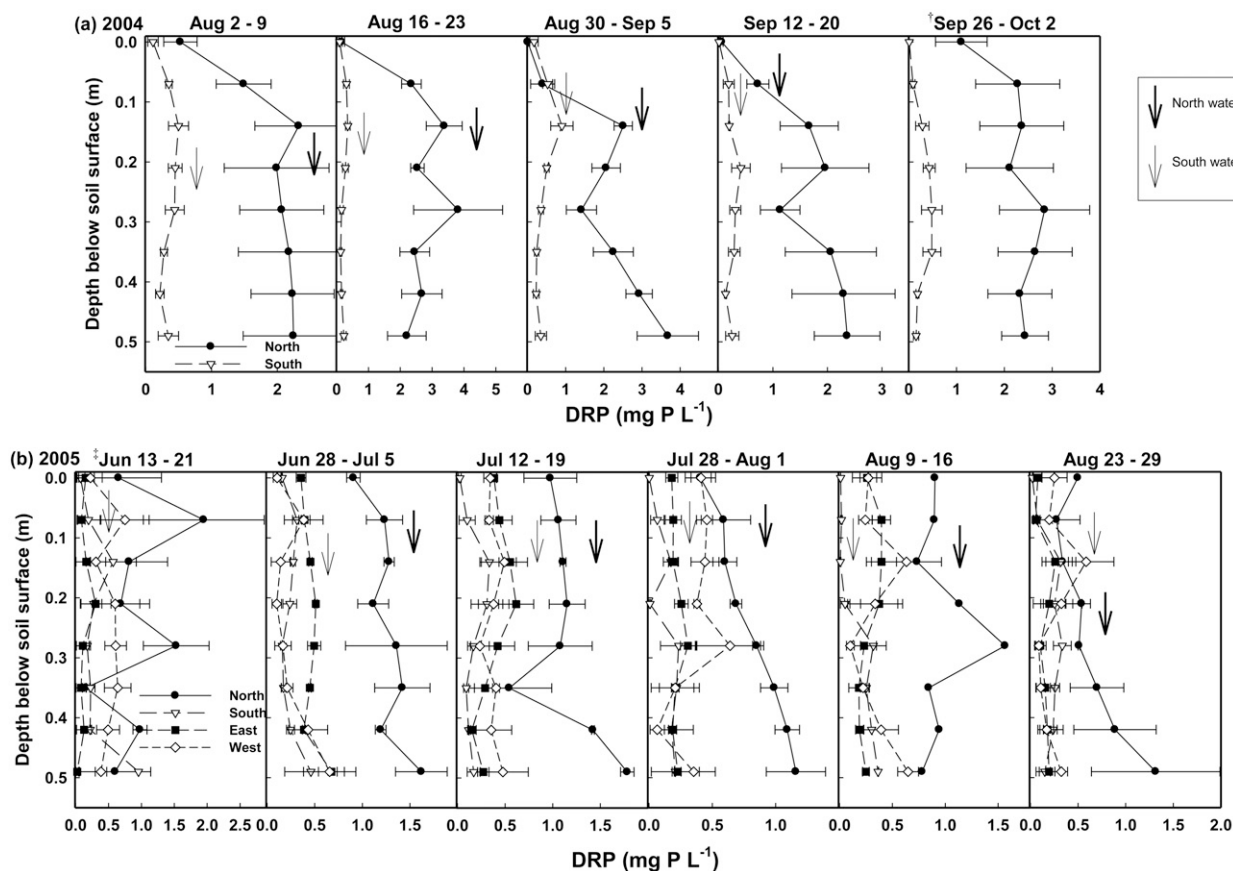 (a) 2004 Aug 2 - 9 Aug 16 - 23 Aug 30 - Sep 5 Sep 12 - 20 †Sep 26 - Oct 2
Depth below soil surface (m)
0.0
0.1
0.2
0.3
0.4
0.5
North
South
0 1 2
0 1 2 3 4 5
0 1 2 3 4
0 1 2 3
0 1 2 3 4
DRP (mg P L-1)
North water
South water
(b) 2005 ‡Jun 13 - 21 Jun 28 - Jul 5 Jul 12 - 19 Jul 28 - Aug 1 Aug 9 - 16 Aug 23 - 29
Depth below soil surface (m)
0.0
0.1
0.2
0.3
0.4
0.5
North
South
East
West
0.0 0.5 1.0 1.5 2.0 2.5
0.0 0.5 1.0 1.5
0.0 0.5 1.0 1.5
0.0 0.5 1.0
0.0 0.5 1.0 1.5
0.0 0.5 1.0 1.5 2.0
DRP (mg P L-1)